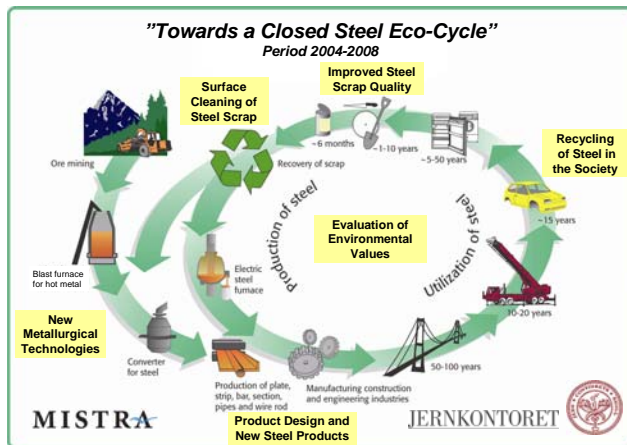 ”Towards a Closed Steel Eco-Cycle”
Period 2004-2008
Improved Steel
Scrap Quality
Surface
Cleaning of
Steel Scrap
~6 months
~1-10 years
~5-50 years
Recycling
of Steel in
the Society
Ore mining
Recovery of scrap
~15 years
Production of steel
Evaluation of
Environmental
Values
Utilization of steel
Blast furnace
for hot metal
Electric
steel
furnace
10-20 years
New
Metallurgical
Technologies
Converter
for steel
50-100 years
Production of plate,
strip, bar, section,
pipes and wire rod
Manufacturing construction
and engineering industries
Product Design and
New Steel Products
MISTRA
JERNKONTORET